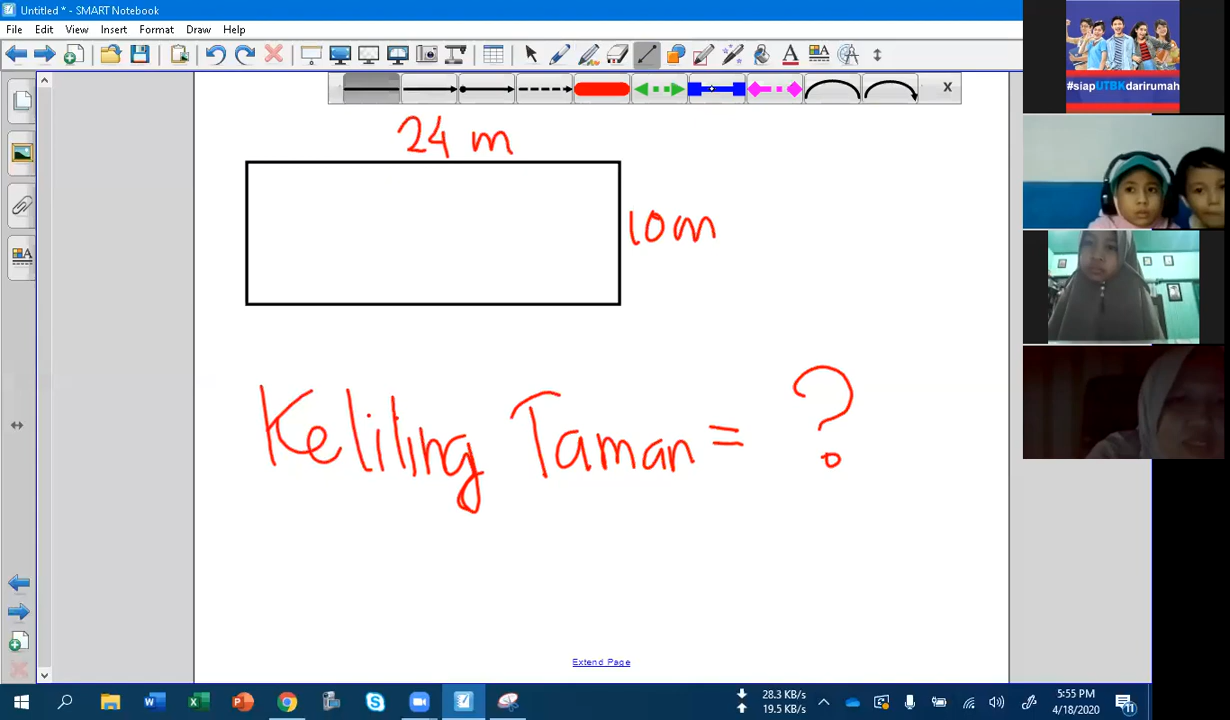 Untitled * - SMART Notebook
File Edit View Insert Format Draw Help
A
A
x
24 m
10m
Keliling Taman = ?
Extend Page
#siapUTBKdarirumah
28.3 KB/s
19.5 KB/s
5:55 PM
4/18/2020
11